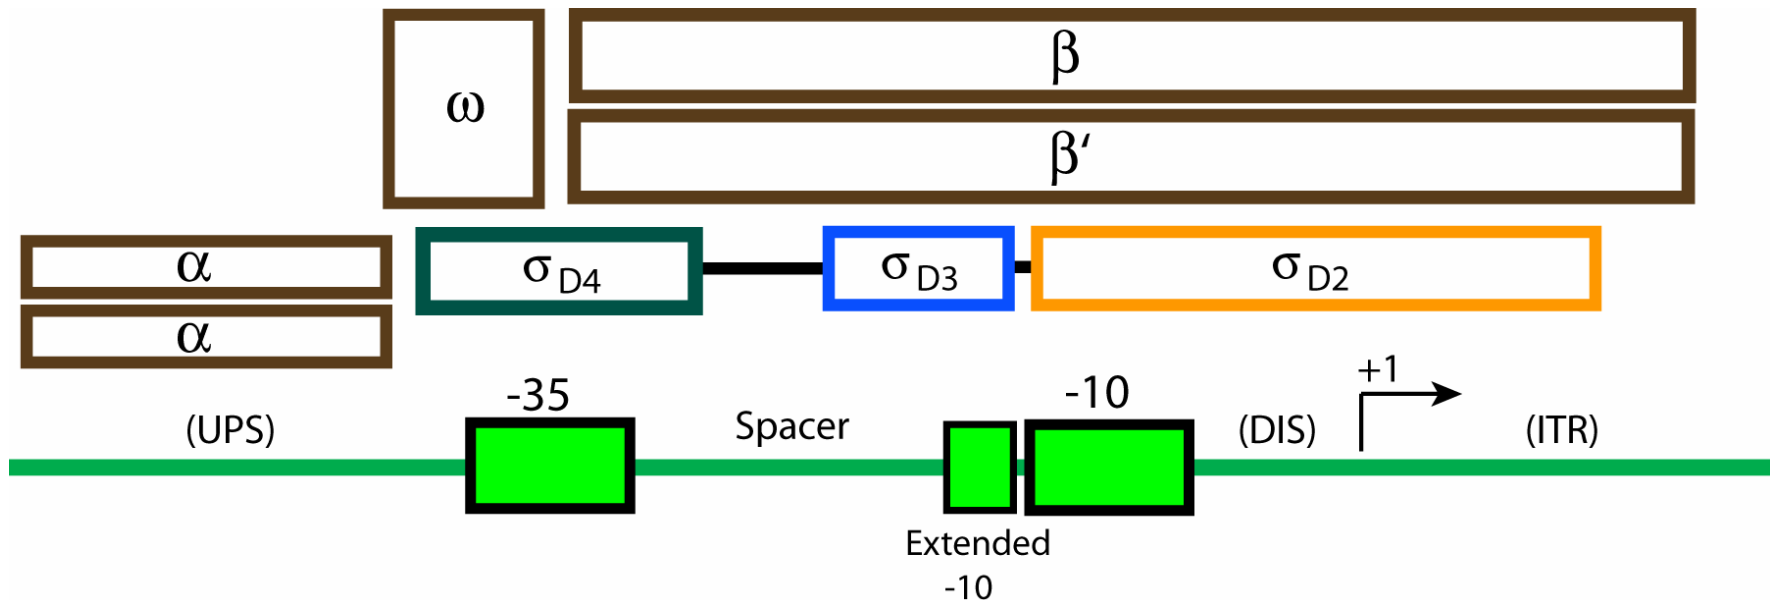 β
ω
β‘
α
σ D4
σ D3
σ D2
α
+1
-35
-10
(UPS)
Spacer
(DIS)
(ITR)
Extended
-10